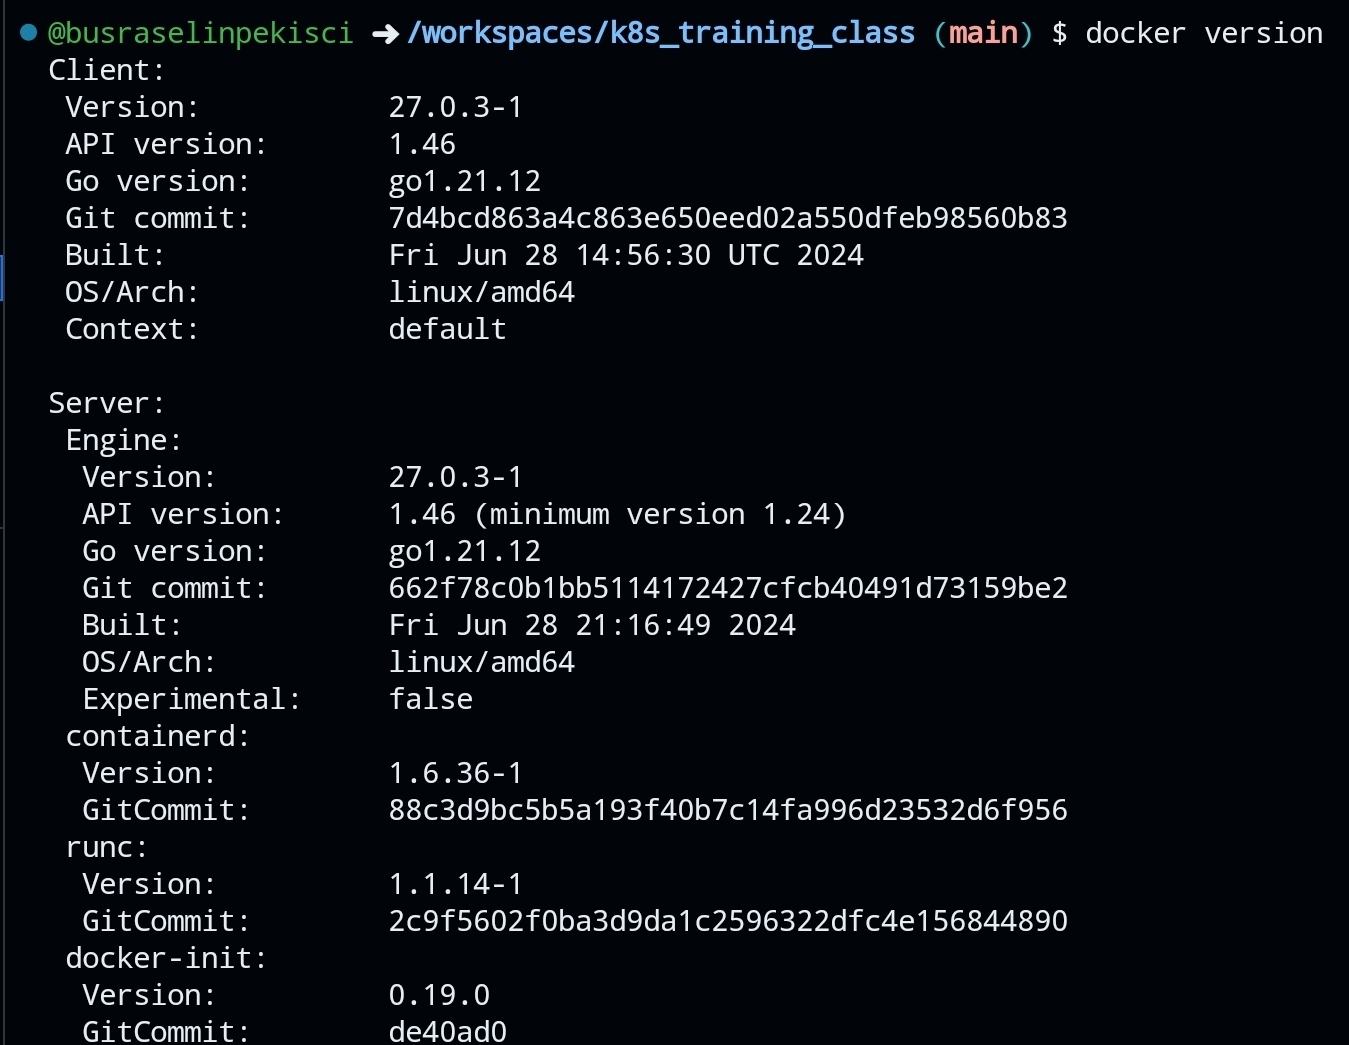 @busraselinpekisci ➜ /workspaces/k8s_training_class (main) $ docker version
Client:
 Version:           27.0.3-1
 API version:       1.46
 Go version:        go1.21.12
 Git commit:        7d4bcd863a4c863e650eed02a550dfeb98560b83
 Built:             Fri Jun 28 14:56:30 UTC 2024
 OS/Arch:           linux/amd64
 Context:           default

Server:
 Engine:
  Version:          27.0.3-1
  API version:      1.46 (minimum version 1.24)
  Go version:       go1.21.12
  Git commit:       662f78c0b1bb5114172427cfcb40491d73159be2
  Built:            Fri Jun 28 21:16:49 2024
  OS/Arch:          linux/amd64
  Experimental:     false
 containerd:
  Version:          1.6.36-1
  GitCommit:        88c3d9bc5b5a193f40b7c14fa996d23532d6f956
 runc:
  Version:          1.1.14-1
  GitCommit:        2c9f5602f0ba3d9da1c2596322dfc4e156844890
 docker-init:
  Version:          0.19.0
  GitCommit:        de40ad0